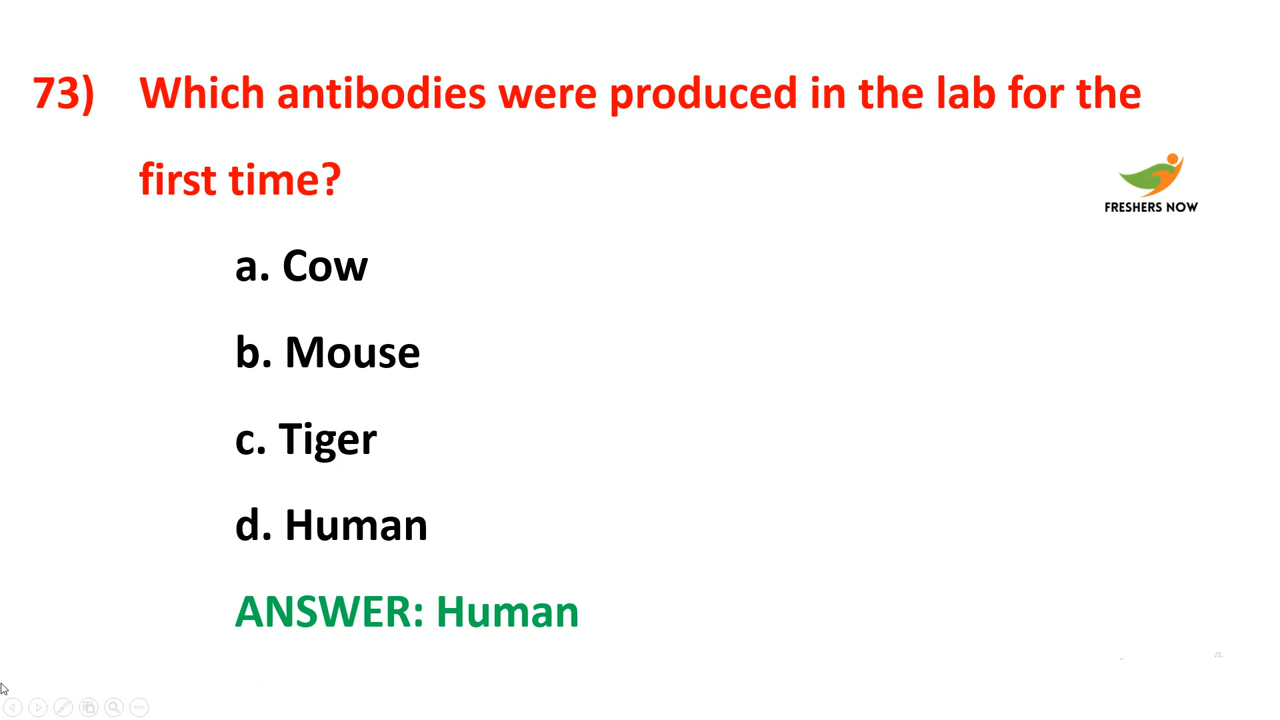 73) Which antibodies were produced in the lab for the
first time?
FRESHERS NOW
a. Cow
b. Mouse
c. Tiger
d. Human
ANSWER: Human